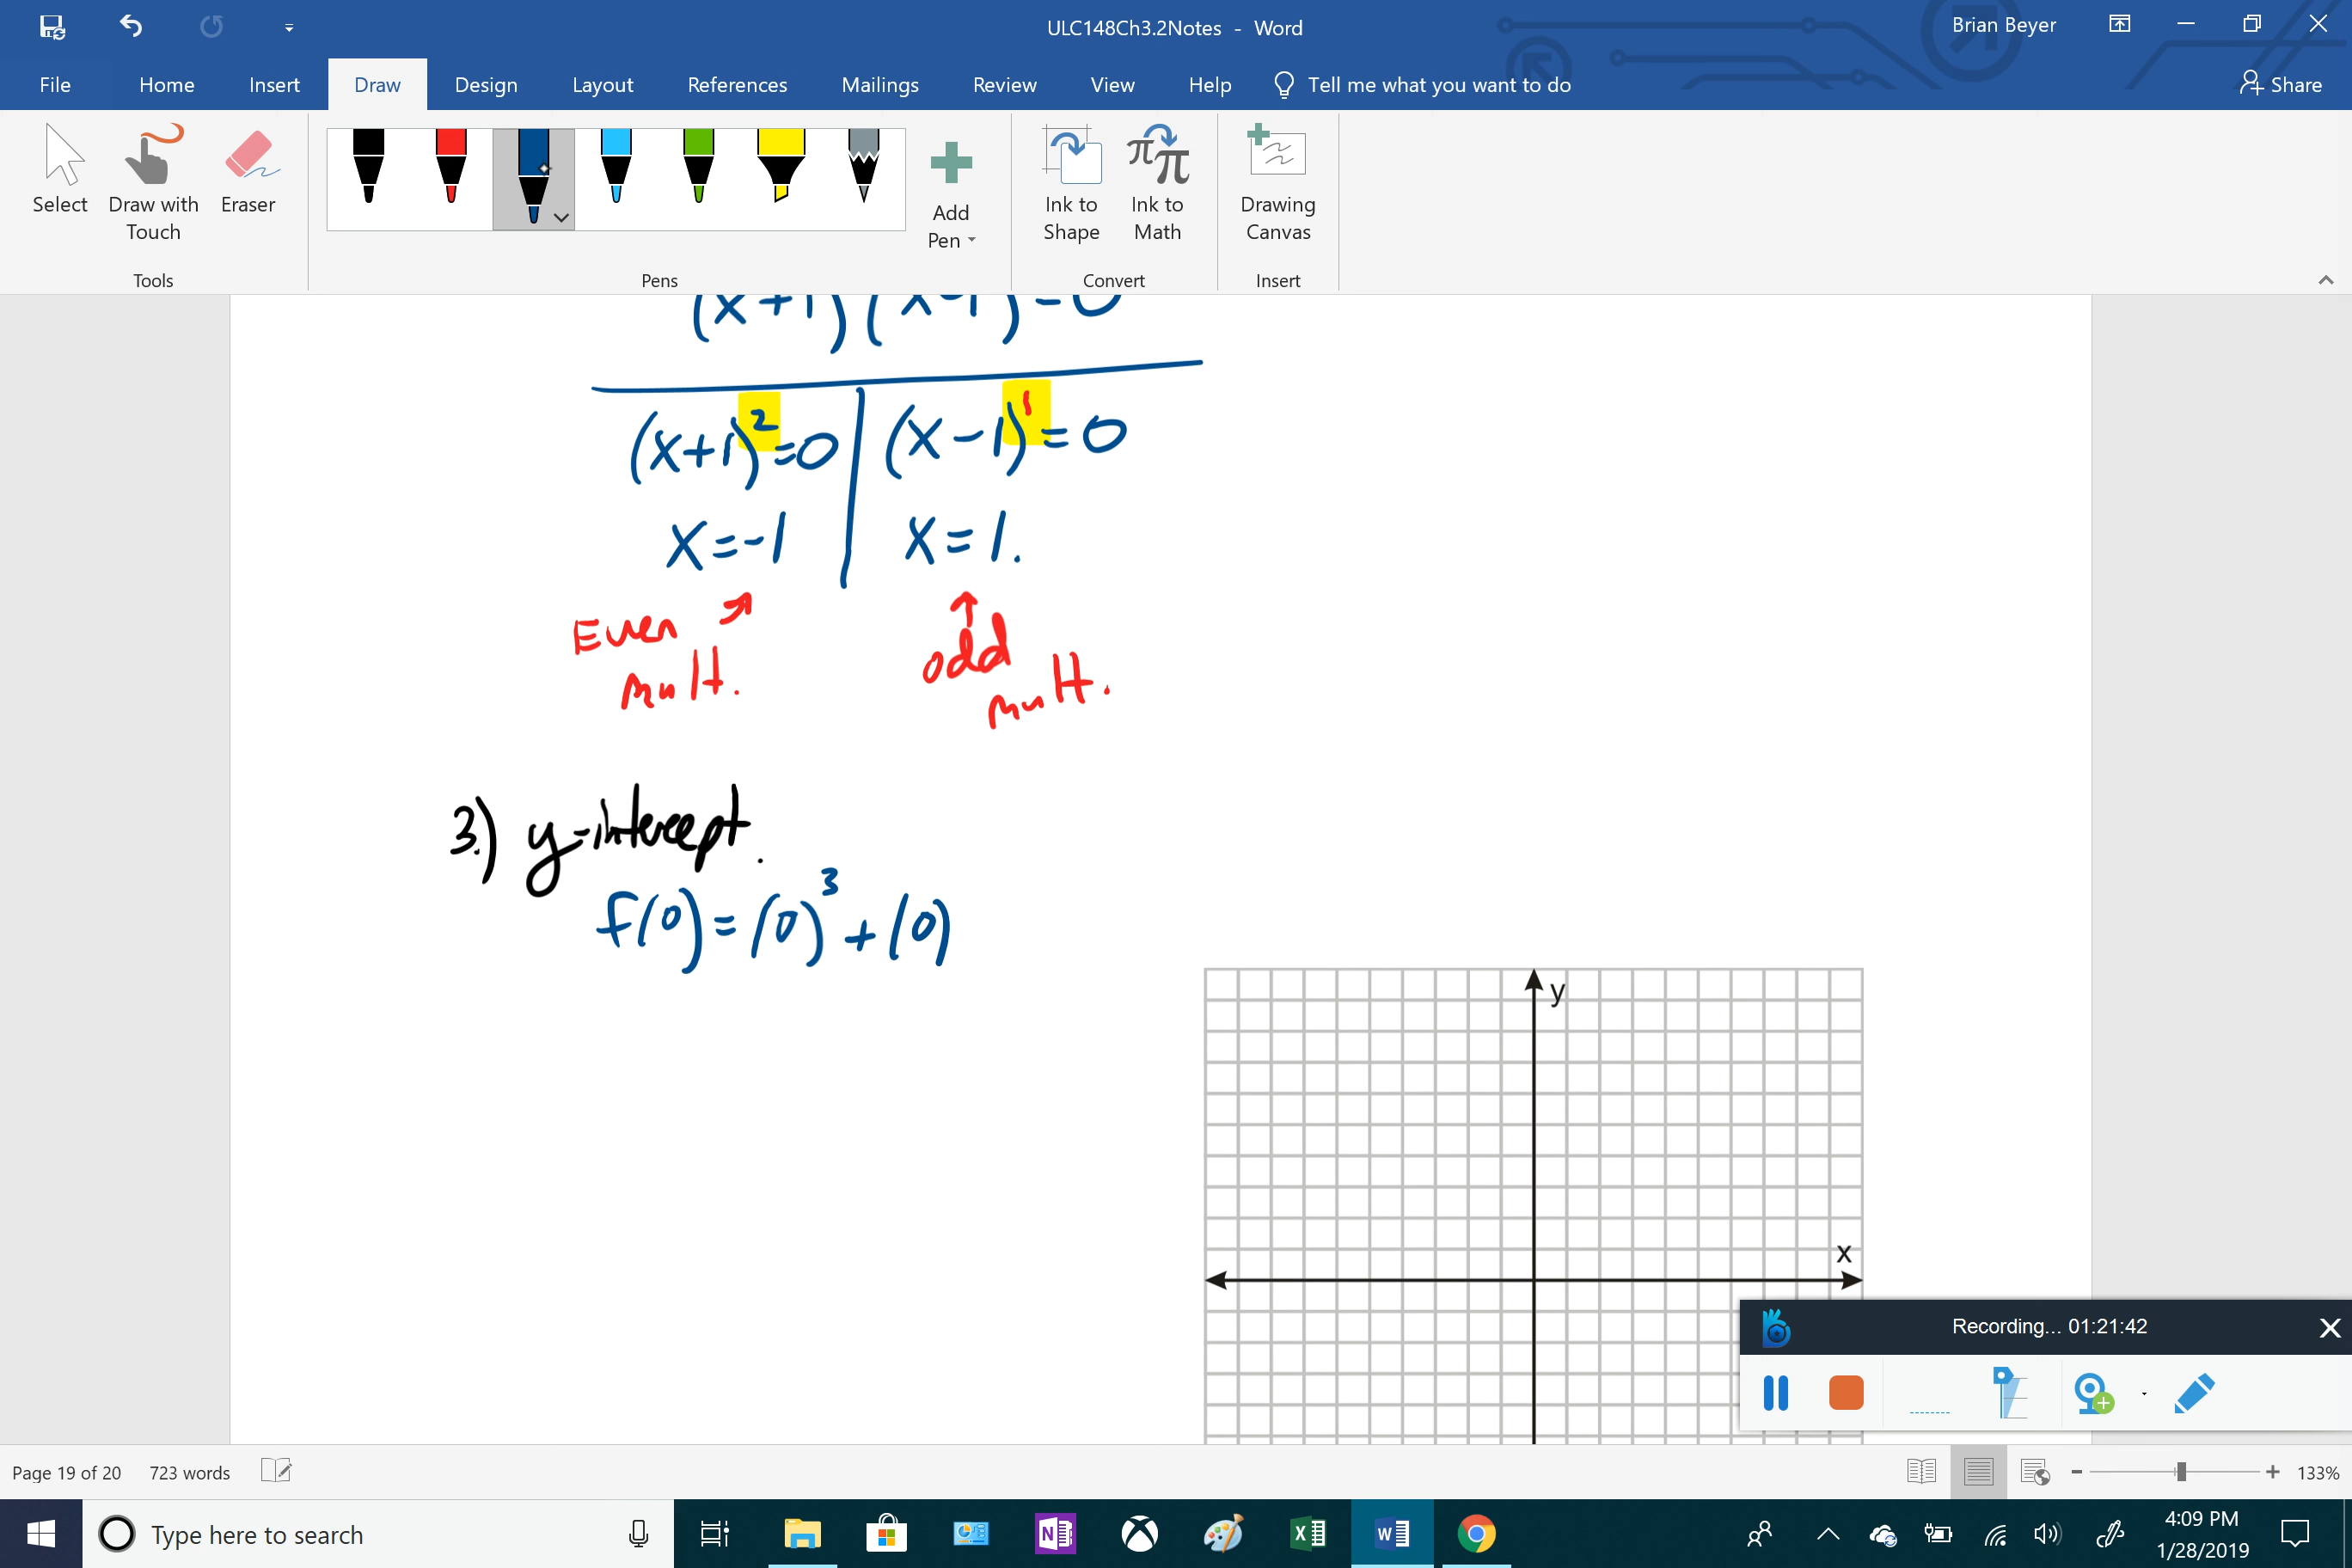 ULC148Ch3.2Notes - Word
Brian Beyer
File Home Insert Draw Design Layout References Mailings Review View Help Tell me what you want to do Share
Select Draw with Touch Eraser Add Pen Ink to Shape Ink to Math Drawing Canvas
Tools Pens Convert Insert
(x+1)(x-1)=0
(x+1)²=0 (x-1)¹=0
x=-1 x=1.
Even mult. odd mult.
3.) y-intercept.
f(0)=(0)³+(0)
y
x
Recording... 01:21:42
Page 19 of 20 723 words 133%
Type here to search
4:09 PM
1/28/2019